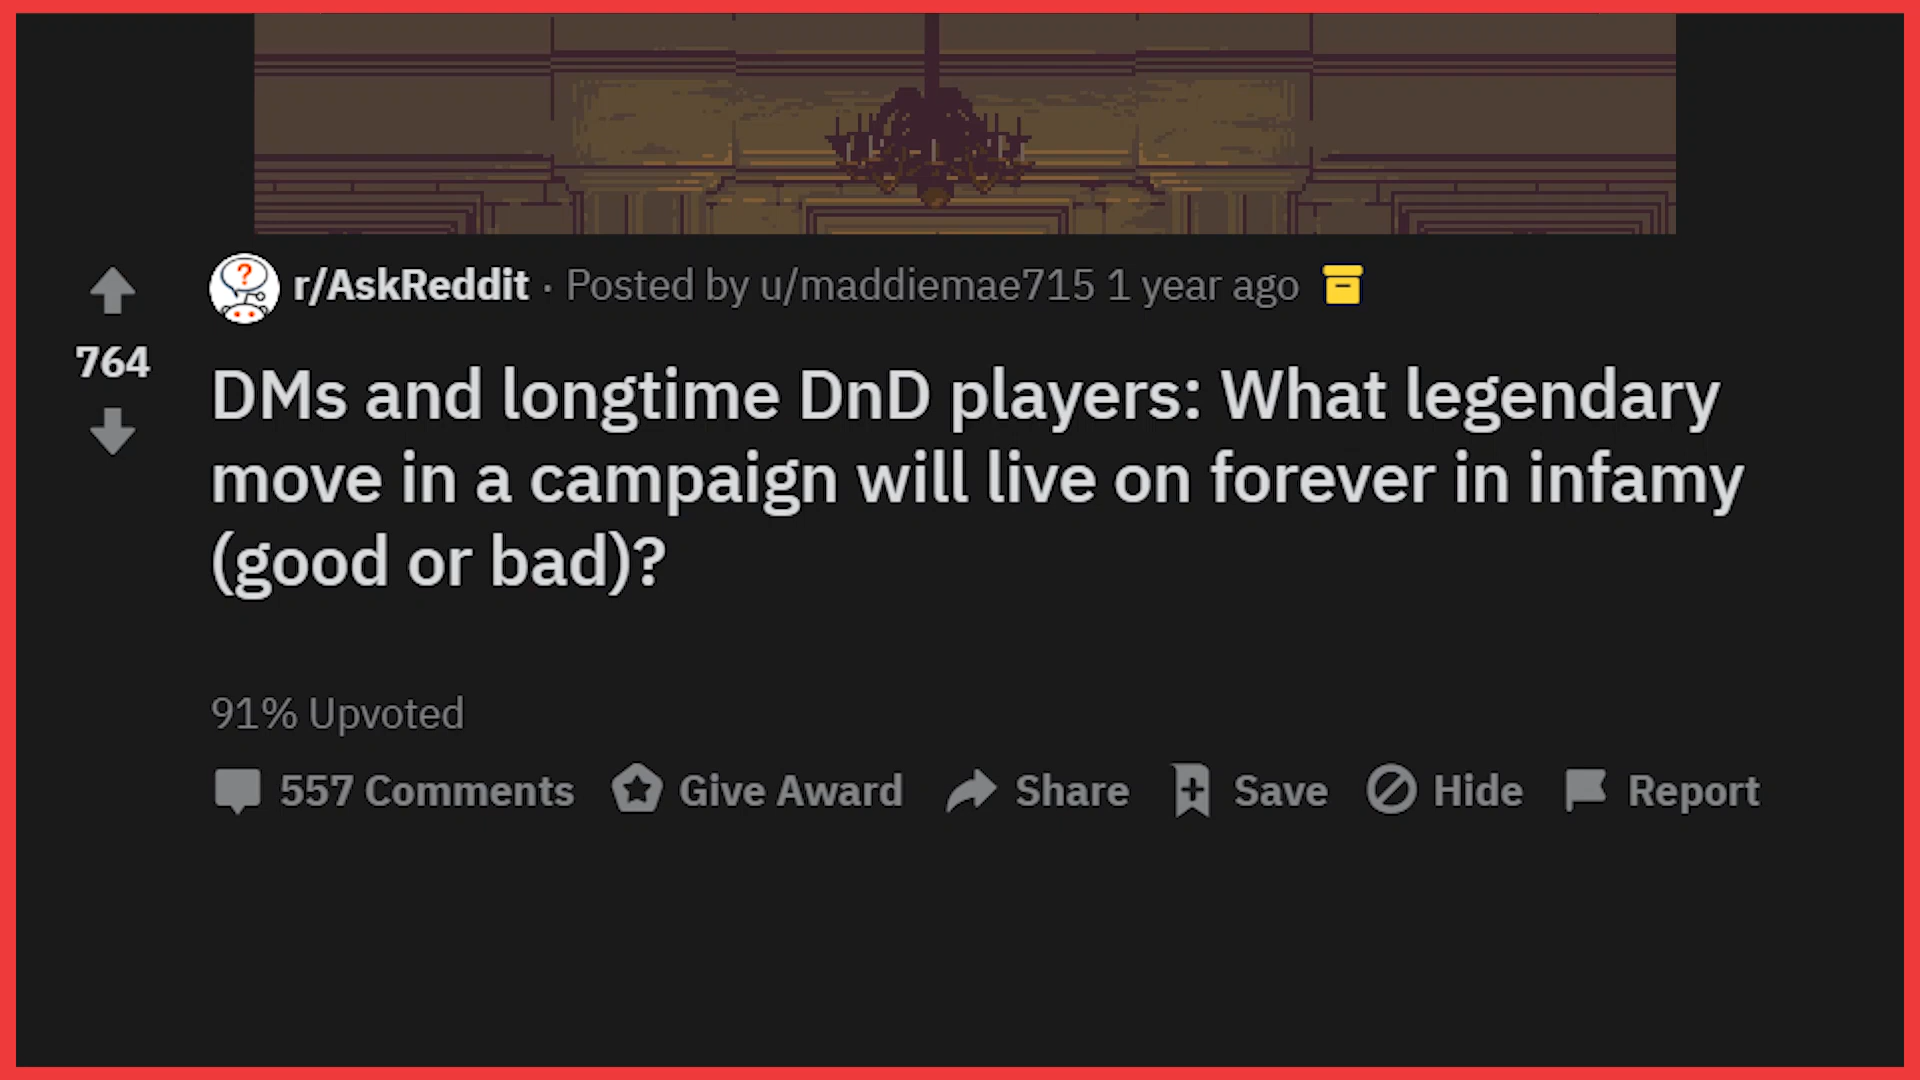 r/AskReddit · Posted by u/maddiemae715 1 year ago
764
DMs and longtime DnD players: What legendary
move in a campaign will live on forever in infamy
(good or bad)?
91% Upvoted
557 Comments Give Award Share Save Hide Report